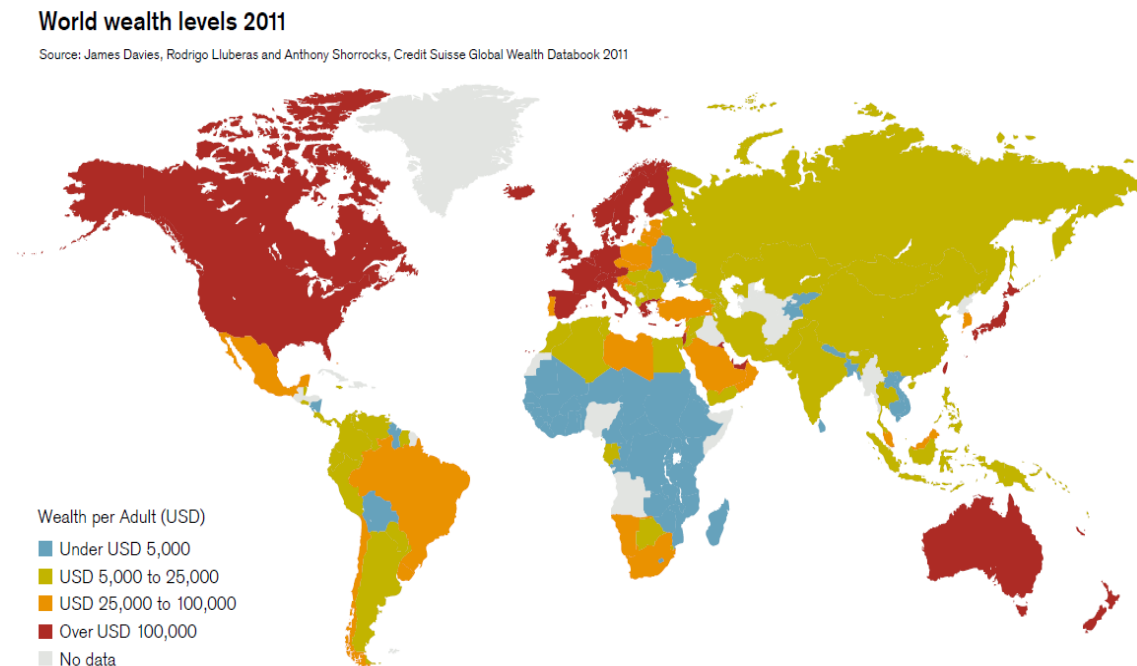 World wealth levels 2011
Source: James Davies, Rodrigo Lluberas and Anthony Shorrocks, Credit Suisse Global Wealth Databook 2011
Wealth per Adult (USD)
Under USD 5,000
USD 5,000 to 25,000
USD 25,000 to 100,000
Over USD 100,000
No data